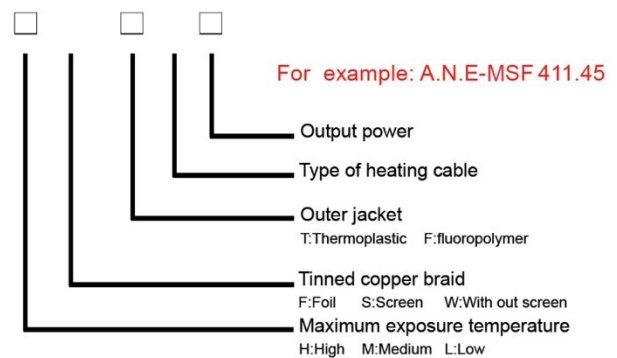 For example: A.N.E-MSF 411.45
Output power
Type of heating cable
Outer jacket
T:Thermoplastic F:fluoropolymer
Tinned copper braid
F:Foil S:Screen W:With out screen
Maximum exposure temperature
H:High M:Medium L:Low